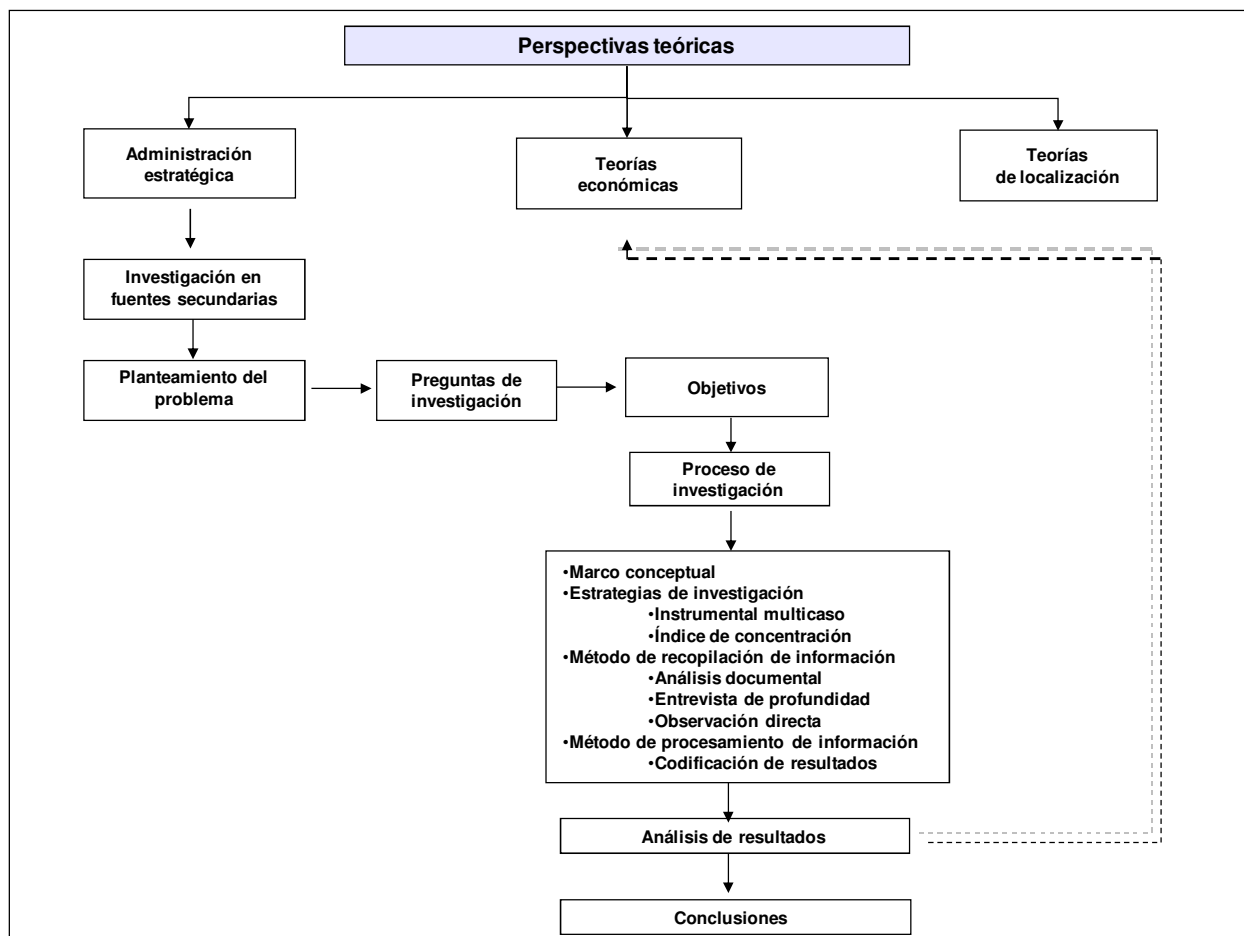 Perspectivas teóricas
Administración
estratégica
Teorías
económicas
Teorías
de localización
Investigación en
fuentes secundarias
Planteamiento del
problema
Preguntas de
investigación
Objetivos
Proceso de
investigación
•Marco conceptual
•Estrategias de investigación
•Instrumental multicaso
•Índice de concentración
•Método de recopilación de información
•Análisis documental
•Entrevista de profundidad
•Observación directa
•Método de procesamiento de información
•Codificación de resultados
Análisis de resultados
Conclusiones